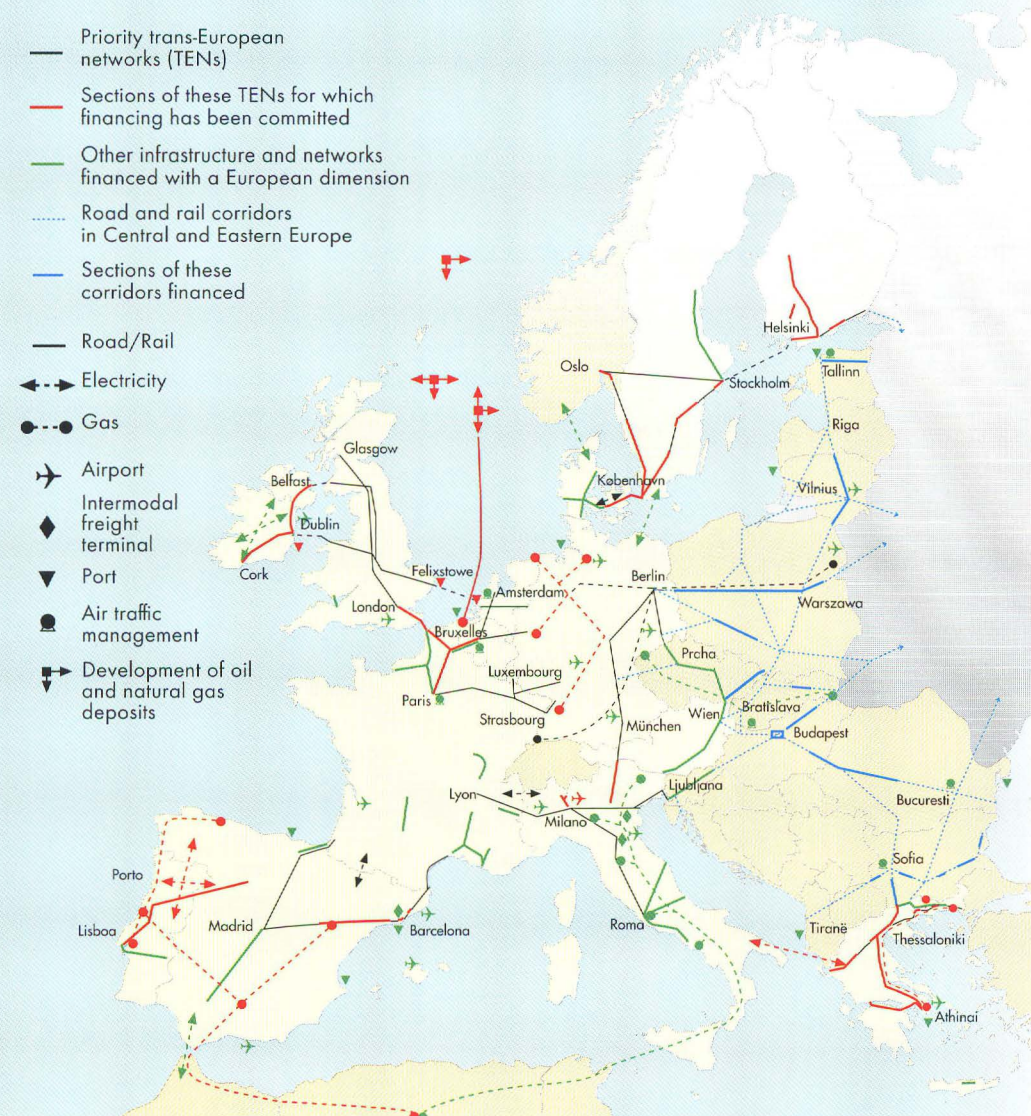 Priority trans-European
networks (TENs)
Sections of these TENs for which
financing has been committed
Other infrastructure and networks
financed with a European dimension
Road and rail corridors
in Central and Eastern Europe
Sections of these
corridors financed
Road/Rail
Electricity
Gas
Airport
Intermodal
freight
terminal
Port
Air traffic
management
Development of oil
and natural gas
deposits
Helsinki
Oslo
Stockholm
Tallinn
Riga
Glasgow
Belfast
København
Vilnius
Dublin
Cork
Felixstowe
Berlin
Amsterdam
Warszawa
London
Bruxelles
Praha
Luxembourg
Paris
Strasbourg
Wien
Bratislava
München
Budapest
Lyon
Ljubljana
Bucuresti
Milano
Sofia
Porto
Madrid
Barcelona
Roma
Tiranë
Lisboa
Thessaloniki
Athinai